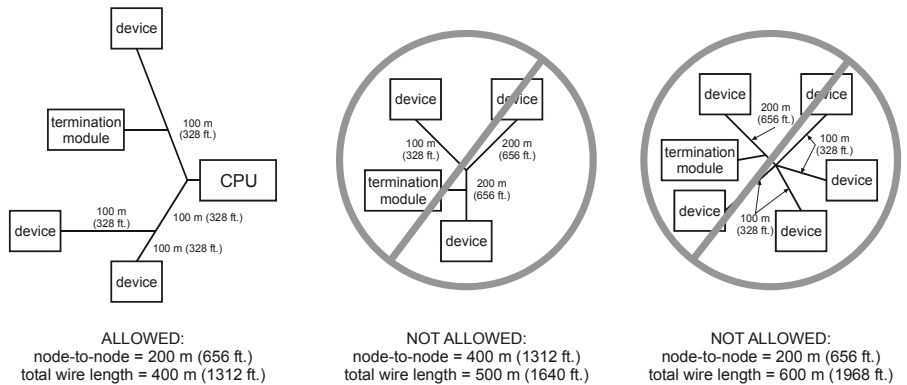 device
termination
module
100 m
(328 ft.)
CPU
device
100 m
(328 ft.)
100 m (328 ft.)
100 m (328 ft.)
device
ALLOWED:
node-to-node = 200 m (656 ft.)
total wire length = 400 m (1312 ft.)
device
device
100 m
(328 ft.)
200 m
(656 ft.)
termination
module
200 m
(656 ft.)
device
NOT ALLOWED:
node-to-node = 400 m (1312 ft.)
total wire length = 500 m (1640 ft.)
device
device
200 m
(656 ft.)
100 m
(328 ft.)
termination
module
device
device
100 m
(328 ft.)
device
NOT ALLOWED:
node-to-node = 200 m (656 ft.)
total wire length = 600 m (1968 ft.)